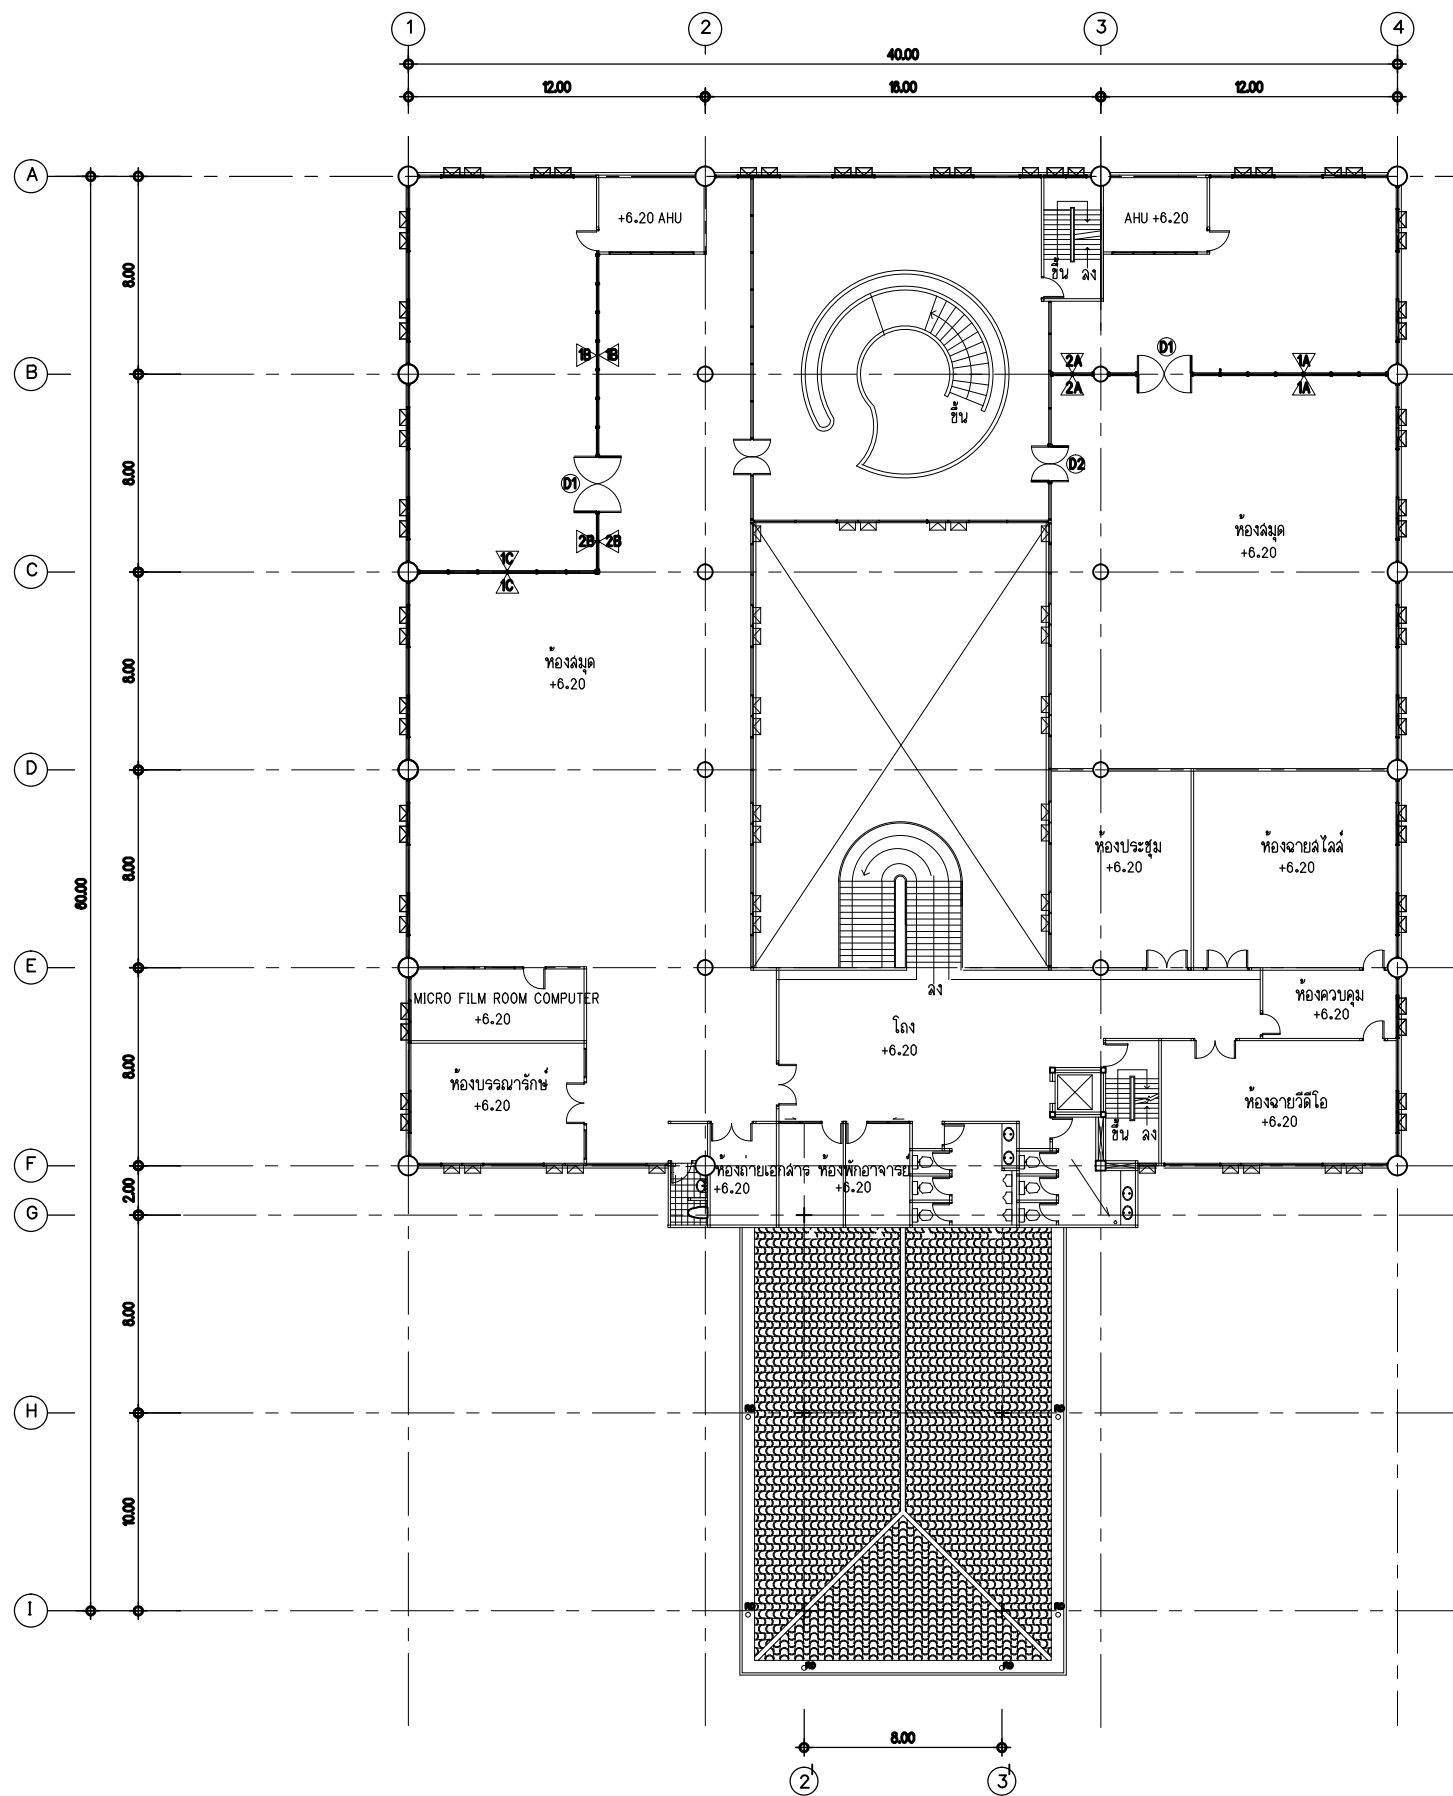 1 2 3 4
40.00
12.00 16.00 12.00
A
+6.20 AHU
AHU +6.20
ขึ้น ลง
8.00
1B 1B
2A
D1
1A
B
2A
1A
ขึ้น
8.00
D1
D2
ห้องสมุด
+6.20
2B 2B
1C
C
1C
ห้องสมุด
+6.20
8.00
D
ห้องประชุม
+6.20
ห้องฉายสไลล์
+6.20
8.00
60.00
E
ลง
MICRO FILM ROOM COMPUTER
+6.20
ห้องควบคุม
+6.20
โถง
+6.20
8.00
ห้องบรรณารักษ์
+6.20
ห้องฉายวีดีโอ
+6.20
ขึ้น ลง
F
ห้องถ่ายเอกสาร
+6.20
ห้องพักอาจารย์
+6.20
2.00
G
8.00
H
RD RD
10.00
I
RD RD
RD RD
8.00
2' 3'